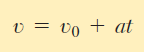 v = v₀ + at